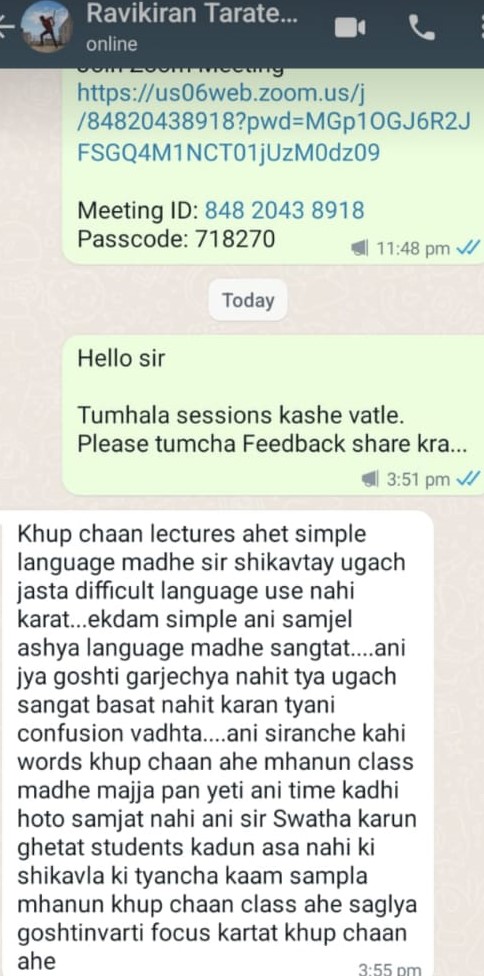 Ravikiran Tarate...
online
Join Zoom Meeting
https://us06web.zoom.us/j
/84820438918?pwd=MGp1OGJ6R2J
FSGQ4M1NCT01jUzM0dz09
Meeting ID: 848 2043 8918
Passcode: 718270
11:48 pm
Today
Hello sir
Tumhala sessions kashe vatle.
Please tumcha Feedback share kra...
3:51 pm
Khup chaan lectures ahet simple
language madhe sir shikavtay ugach
jasta difficult language use nahi
karat...ekdam simple ani samjel
ashya language madhe sangtat....ani
jya goshti garjechya nahit tya ugach
sangat basat nahit karan tyani
confusion vadhta....ani siranche kahi
words khup chaan ahe mhanun class
madhe majja pan yeti ani time kadhi
hoto samjat nahi ani sir Swatha karun
ghetat students kadun asa nahi ki
shikavla ki tyancha kaam sampla
mhanun khup chaan class ahe saglya
goshtinvarti focus kartat khup chaan
ahe
3:55 pm